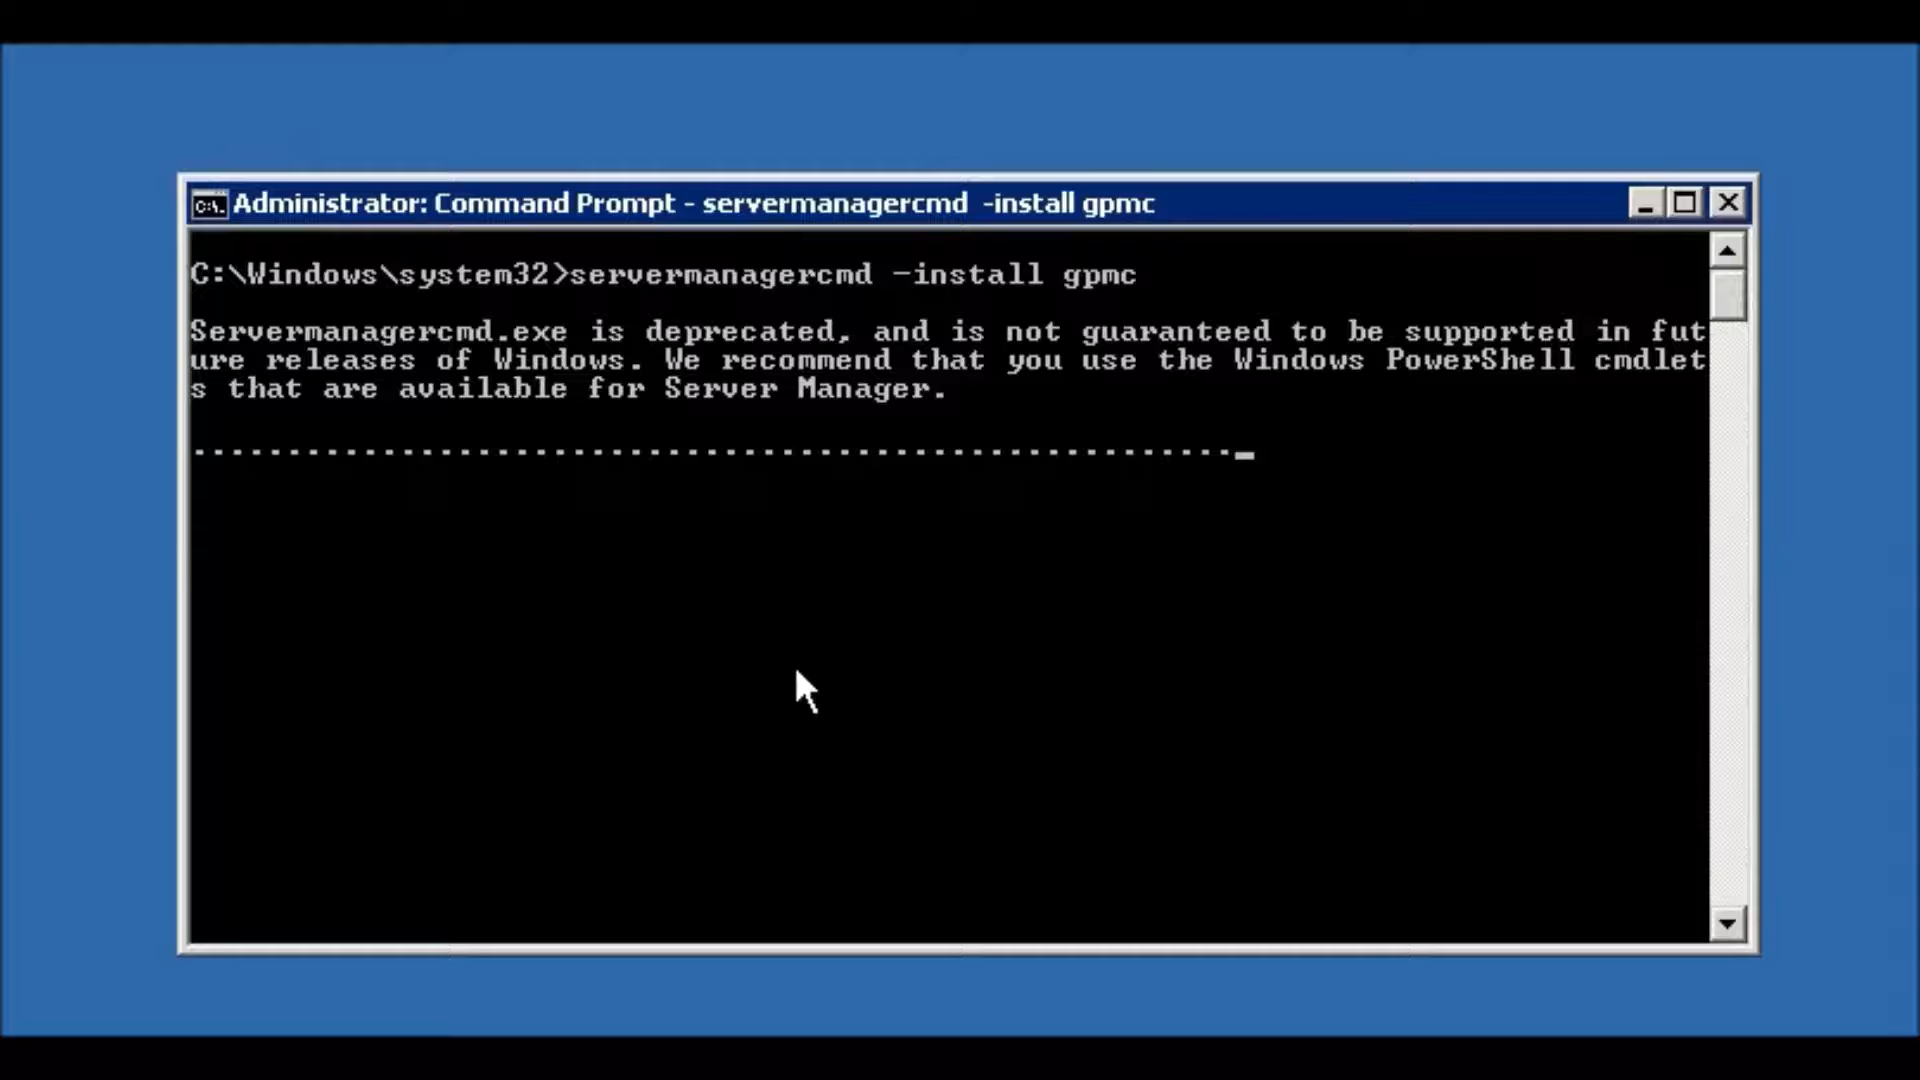 Administrator: Command Prompt - servermanagercmd -install gpmc
C:\Windows\system32>servermanagercmd -install gpmc
Servermanagercmd.exe is deprecated, and is not guaranteed to be supported in fut
ure releases of Windows. We recommend that you use the Windows PowerShell cmdlet
s that are available for Server Manager.
.......................................................